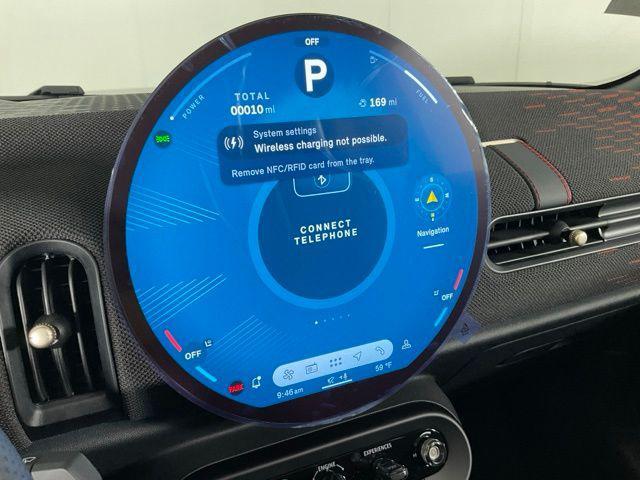 OFF
P
POWER
FUEL
TOTAL
00010 mi
169 mi
System settings
Wireless charging not possible.
Remove NFC/RFID card from the tray.
CONNECT
TELEPHONE
Navigation
OFF
OFF
PARK
9:46 am
59 °F
ENGINE
EXPERIENCES